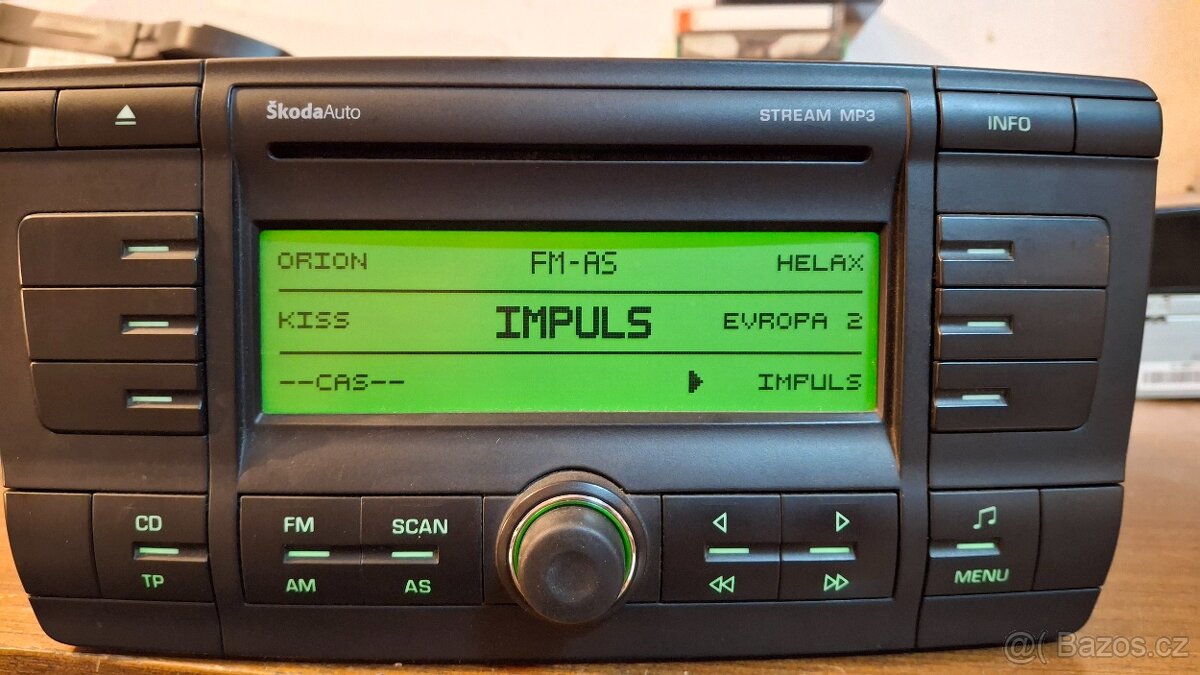 ŠkodaAuto STREAM MP3 INFO
ORION FM-AS HELAX
KISS IMPULS EVROPA 2
--CAS-- IMPULS
CD FM SCAN
TP AM AS MENU
@( Bazos.cz